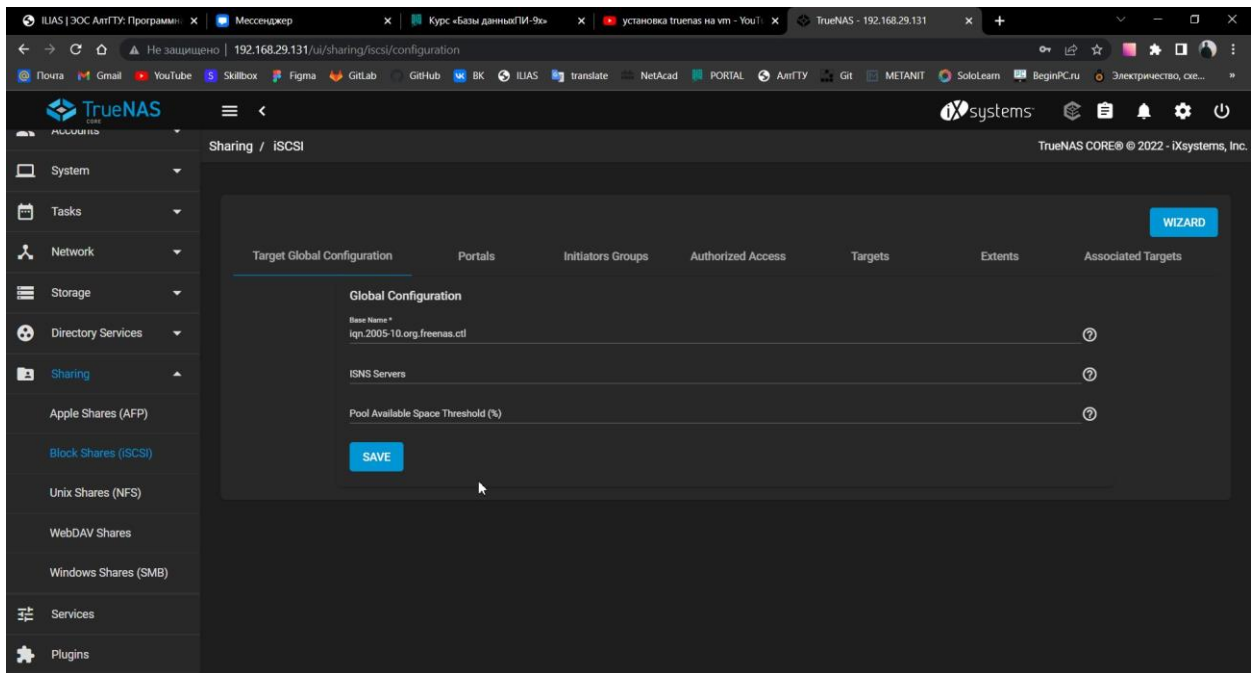 ILIAS | ЭОС АлтГТУ: Программн
Мессенджер
Курс «Базы данныхПИ-9х»
установка truenas на vm - YouTu
TrueNAS - 192.168.29.131
Не защищено | 192.168.29.131/ui/sharing/iscsi/configuration
Почта
Gmail
YouTube
Skillbox
Figma
GitLab
GitHub
ВК
ILIAS
translate
NetAcad
PORTAL
АлтГТУ
Git
METANIT
SoloLearn
BeginPC.ru
Электричество, схе...
»
TrueNAS
CORE
iXsystems
Accounts
Sharing / iSCSI
TrueNAS CORE® © 2022 - iXsystems, Inc.
System
Tasks
WIZARD
Network
Target Global Configuration
Portals
Initiators Groups
Authorized Access
Targets
Extents
Associated Targets
Storage
Global Configuration
Base Name *
iqn.2005-10.org.freenas.ctl
Directory Services
Sharing
ISNS Servers
Apple Shares (AFP)
Pool Available Space Threshold (%)
Block Shares (iSCSI)
SAVE
Unix Shares (NFS)
WebDAV Shares
Windows Shares (SMB)
Services
Plugins